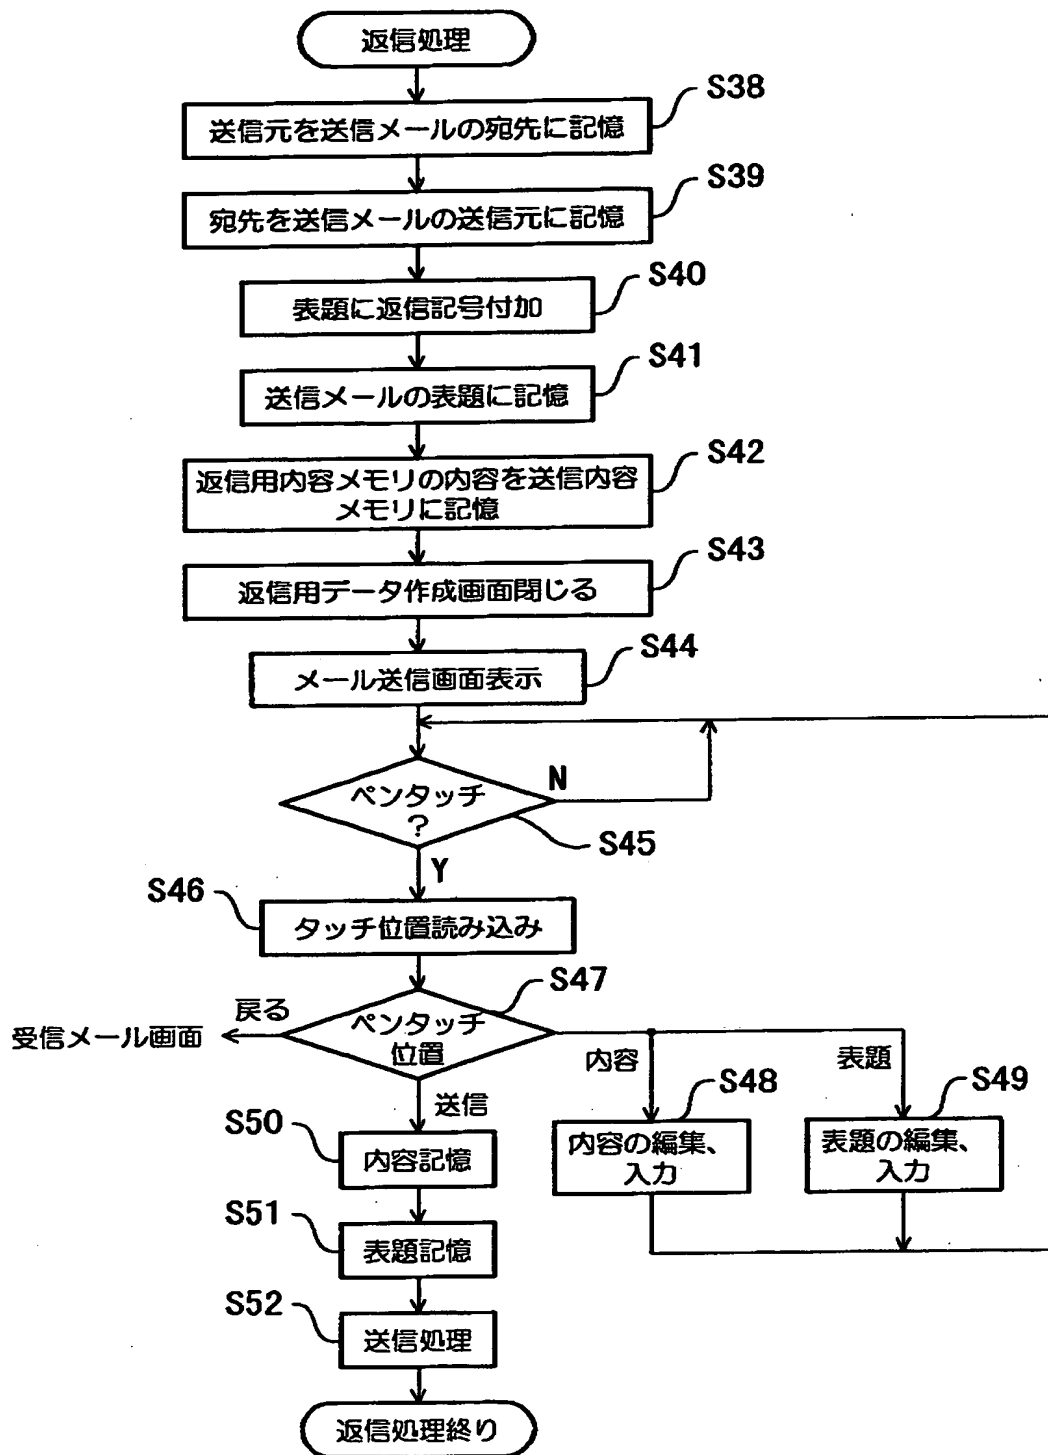 返信処理
S38
送信元を送信メールの宛先に記憶
S39
宛先を送信メールの送信元に記憶
S40
表題に返信記号付加
S41
送信メールの表題に記憶
S42
返信用内容メモリの内容を送信内容
メモリに記憶
S43
返信用データ作成画面閉じる
S44
メール送信画面表示
ペンタッチ
?
N
S45
Y
S46
タッチ位置読み込み
S47
ペンタッチ
位置
戻る
受信メール画面
内容
表題
送信
S48
内容の編集、
入力
S49
表題の編集、
入力
S50
内容記憶
S51
表題記憶
S52
送信処理
返信処理終り